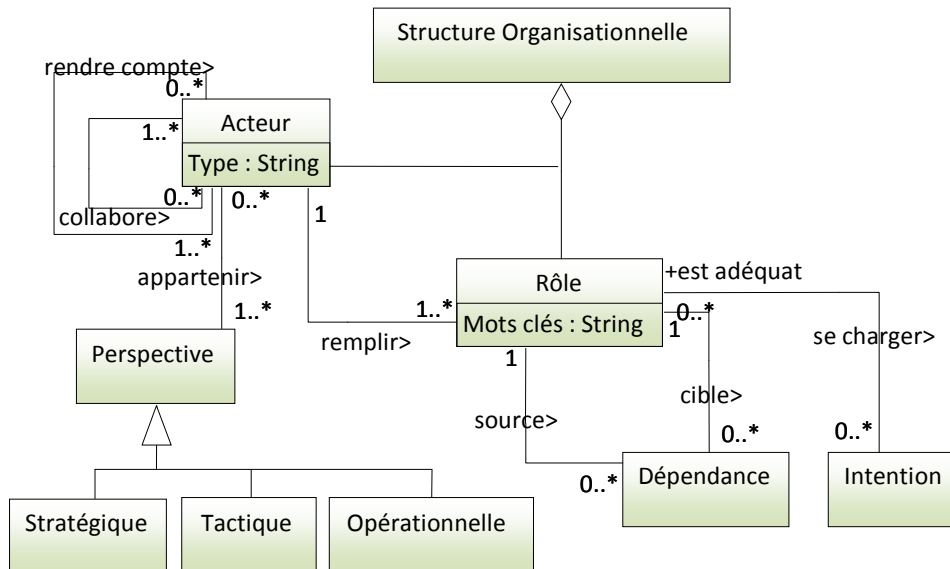 Structure Organisationnelle
rendre compte>
0..*
Acteur
1..*
Type : String
0..*
0..*
1
collabore>
1..*
appartenir>
Rôle
+est adéquat
1..*
1..*
Mots clés : String
0..*
1
remplir>
se charger>
Perspective
1
cible>
source>
0..*
0..*
Dépendance
Intention
0..*
Stratégique
Tactique
Opérationnelle